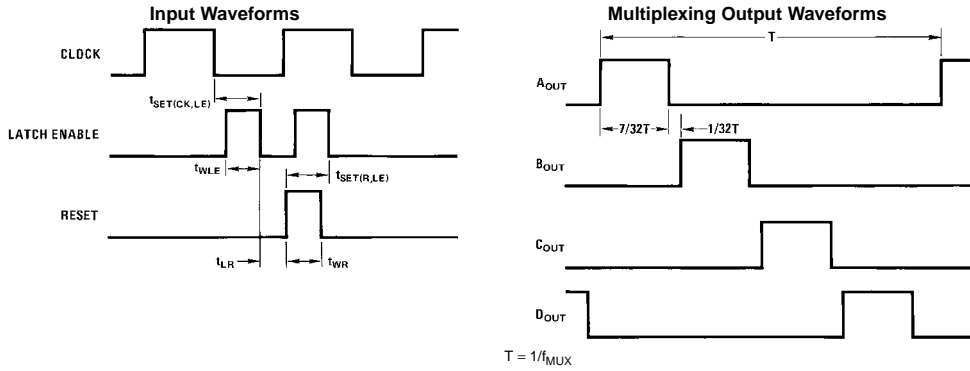 Input Waveforms
CLOCK
tSET(CK,LE)
LATCH ENABLE
tWLE
tSET(R,LE)
RESET
tLR
tWR
Multiplexing Output Waveforms
T
AOUT
7/32T
1/32T
BOUT
COUT
DOUT
T = 1/fMUX